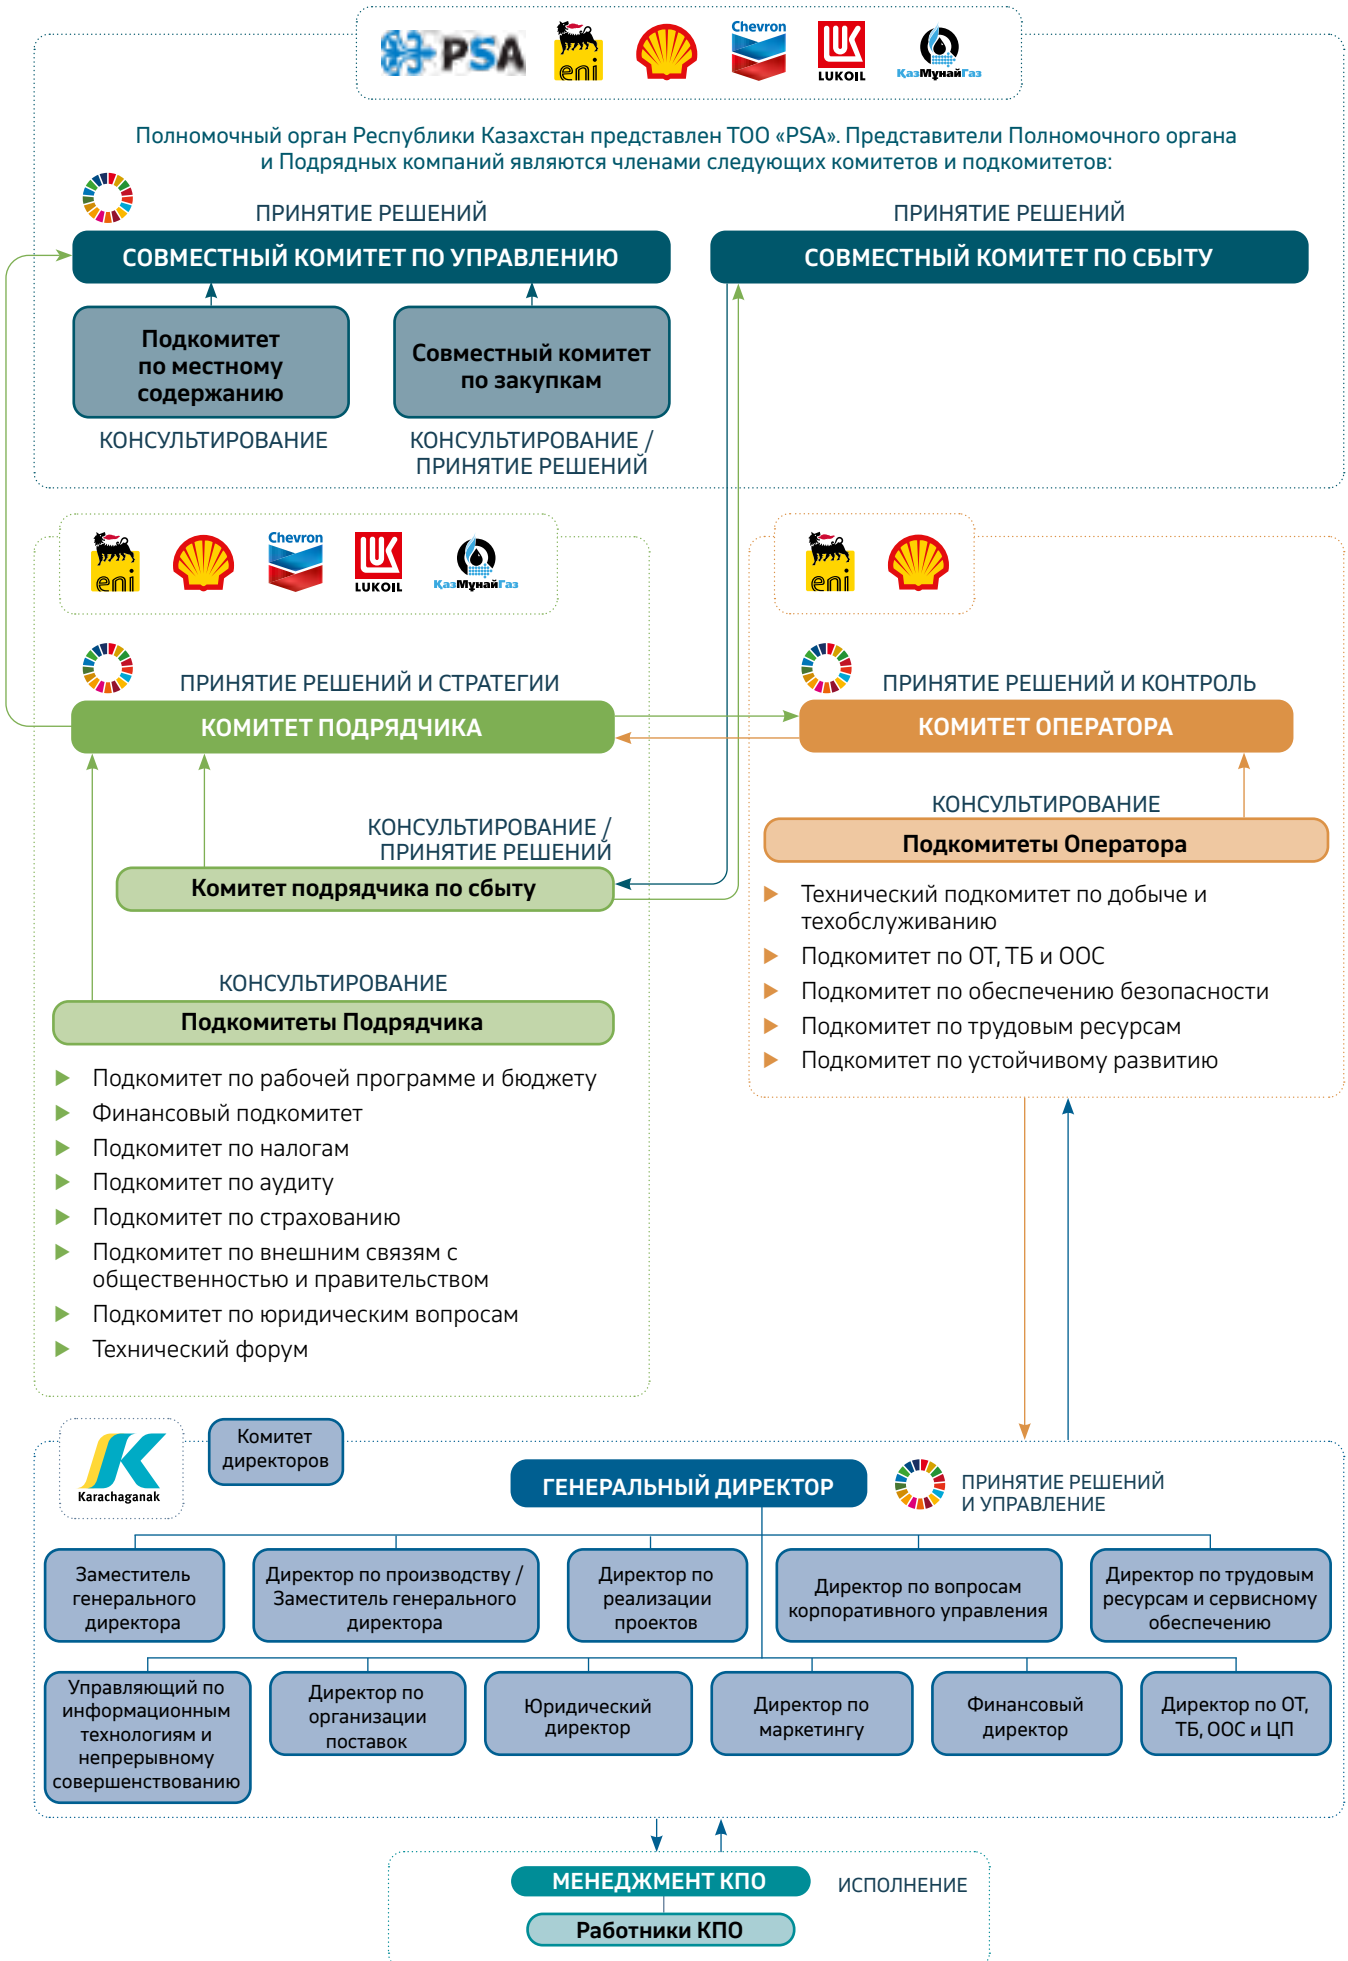 PSA
eni
Chevron
LUKOIL
ҚазМұнайГаз
Полномочный орган Республики Казахстан представлен ТОО «PSA». Представители Полномочного органа
и Подрядных компаний являются членами следующих комитетов и подкомитетов:
ПРИНЯТИЕ РЕШЕНИЙ
СОВМЕСТНЫЙ КОМИТЕТ ПО УПРАВЛЕНИЮ
ПРИНЯТИЕ РЕШЕНИЙ
СОВМЕСТНЫЙ КОМИТЕТ ПО СБЫТУ
Подкомитет
по местному
содержанию
КОНСУЛЬТИРОВАНИЕ
Совместный комитет
по закупкам
КОНСУЛЬТИРОВАНИЕ /
ПРИНЯТИЕ РЕШЕНИЙ
eni
Chevron
LUKOIL
ҚазМұнайГаз
ПРИНЯТИЕ РЕШЕНИЙ И СТРАТЕГИИ
КОМИТЕТ ПОДРЯДЧИКА
КОНСУЛЬТИРОВАНИЕ /
ПРИНЯТИЕ РЕШЕНИЙ
Комитет подрядчика по сбыту
КОНСУЛЬТИРОВАНИЕ
Подкомитеты Подрядчика
Подкомитет по рабочей программе и бюджету
Финансовый подкомитет
Подкомитет по налогам
Подкомитет по аудиту
Подкомитет по страхованию
Подкомитет по внешним связям с
общественностью и правительством
Подкомитет по юридическим вопросам
Технический форум
eni
ПРИНЯТИЕ РЕШЕНИЙ И КОНТРОЛЬ
КОМИТЕТ ОПЕРАТОРА
КОНСУЛЬТИРОВАНИЕ
Подкомитеты Оператора
Технический подкомитет по добыче и
техобслуживанию
Подкомитет по ОТ, ТБ и ООС
Подкомитет по обеспечению безопасности
Подкомитет по трудовым ресурсам
Подкомитет по устойчивому развитию
Karachaganak
Комитет
директоров
ГЕНЕРАЛЬНЫЙ ДИРЕКТОР
ПРИНЯТИЕ РЕШЕНИЙ
И УПРАВЛЕНИЕ
Заместитель
генерального
директора
Директор по производству /
Заместитель генерального
директора
Директор по
реализации
проектов
Директор по вопросам
корпоративного управления
Директор по трудовым
ресурсам и сервисному
обеспечению
Управляющий по
информационным
технологиям и
непрерывному
совершенствованию
Директор по
организации
поставок
Юридический
директор
Директор по
маркетингу
Финансовый
директор
Директор по ОТ,
ТБ, ООС и ЦП
МЕНЕДЖМЕНТ КПО
ИСПОЛНЕНИЕ
Работники КПО